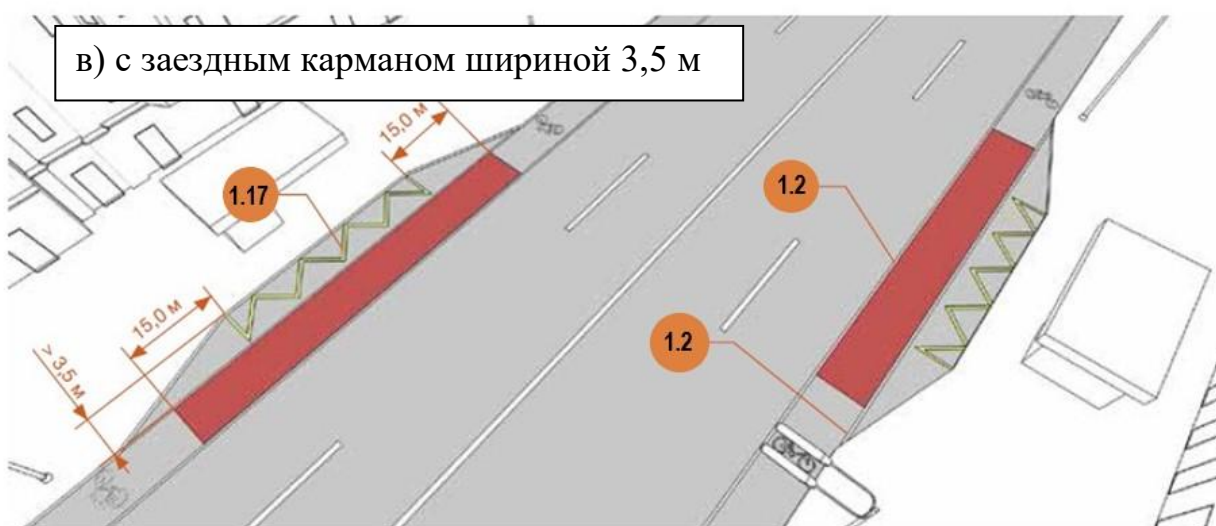 в) с заездным карманом шириной 3,5 м
15,0 м
1.17
1.2
15,0 м
1.2
> 3,5 м